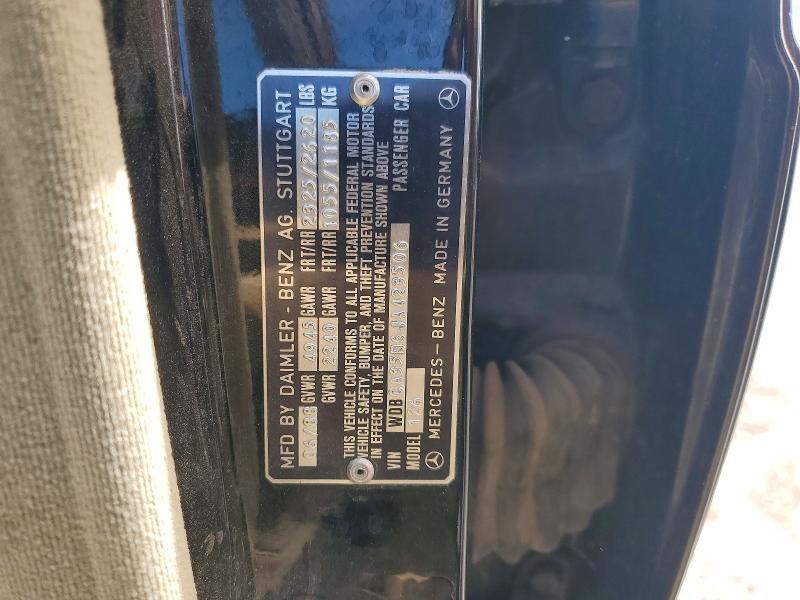 MFD BY DAIMLER - BENZ AG. STUTTGART
GVWR 4945 GAWR FRT/RR 2325/2620 LBS
GVWR 2240 GAWR FRT/RR 1055/1185 KG
THIS VEHICLE CONFORMS TO ALL APPLICABLE FEDERAL MOTOR
VEHICLE SAFETY, BUMPER, AND THEFT PREVENTION STANDARDS
IN EFFECT ON THE DATE OF MANUFACTURE SHOWN ABOVE
VIN WDB PASSENGER CAR
MODEL 126
MERCEDES - BENZ MADE IN GERMANY